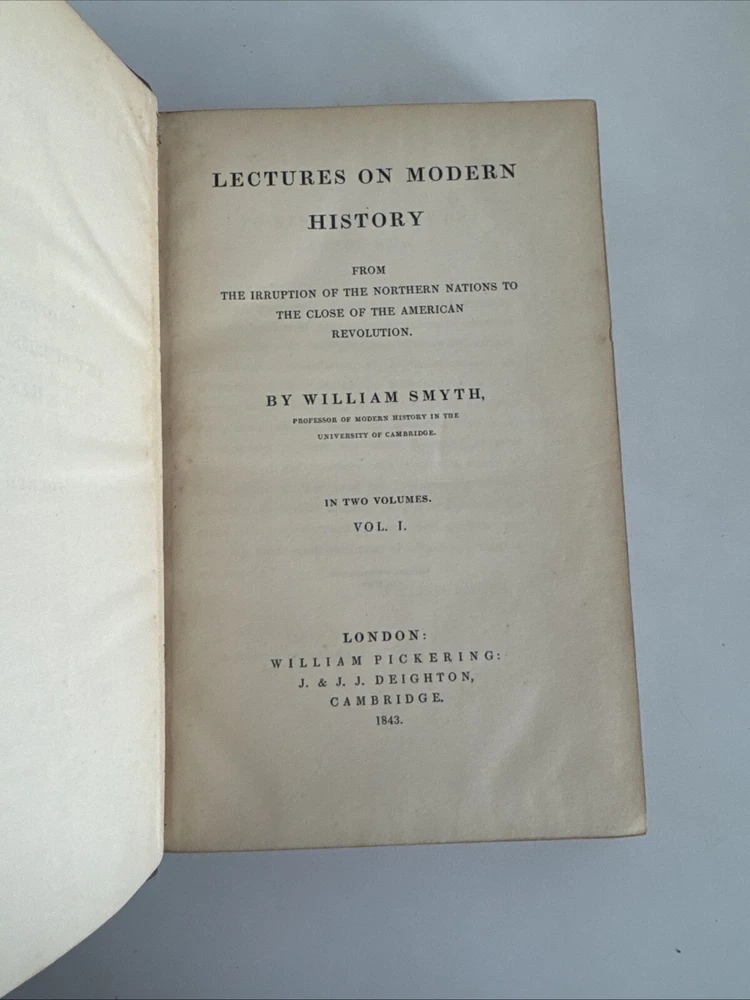 LECTURES ON MODERN
HISTORY
FROM
THE IRRUPTION OF THE NORTHERN NATIONS TO
THE CLOSE OF THE AMERICAN
REVOLUTION.
BY WILLIAM SMYTH,
PROFESSOR OF MODERN HISTORY IN THE
UNIVERSITY OF CAMBRIDGE.
IN TWO VOLUMES.
VOL. I.
LONDON:
WILLIAM PICKERING:
J. & J. J. DEIGHTON,
CAMBRIDGE.
1843.